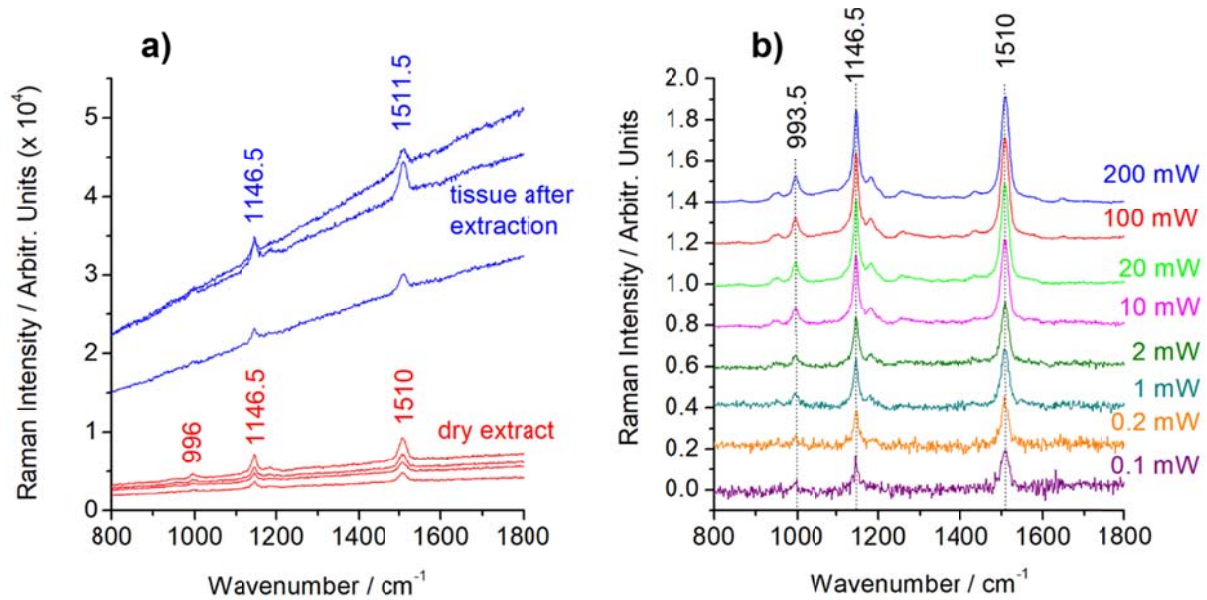 a)
Raman Intensity / Arbitr. Units (x 10⁴)
5
4
3
2
1
0
1146.5
1511.5
tissue after
extraction
996
1146.5
1510
dry extract
800 1000 1200 1400 1600 1800
Wavenumber / cm⁻¹
b)
993.5
1146.5
1510
Raman Intensity / Arbitr. Units
2.0
1.8
1.6
1.4
1.2
1.0
0.8
0.6
0.4
0.2
0.0
200 mW
100 mW
20 mW
10 mW
2 mW
1 mW
0.2 mW
0.1 mW
800 1000 1200 1400 1600 1800
Wavenumber / cm⁻¹